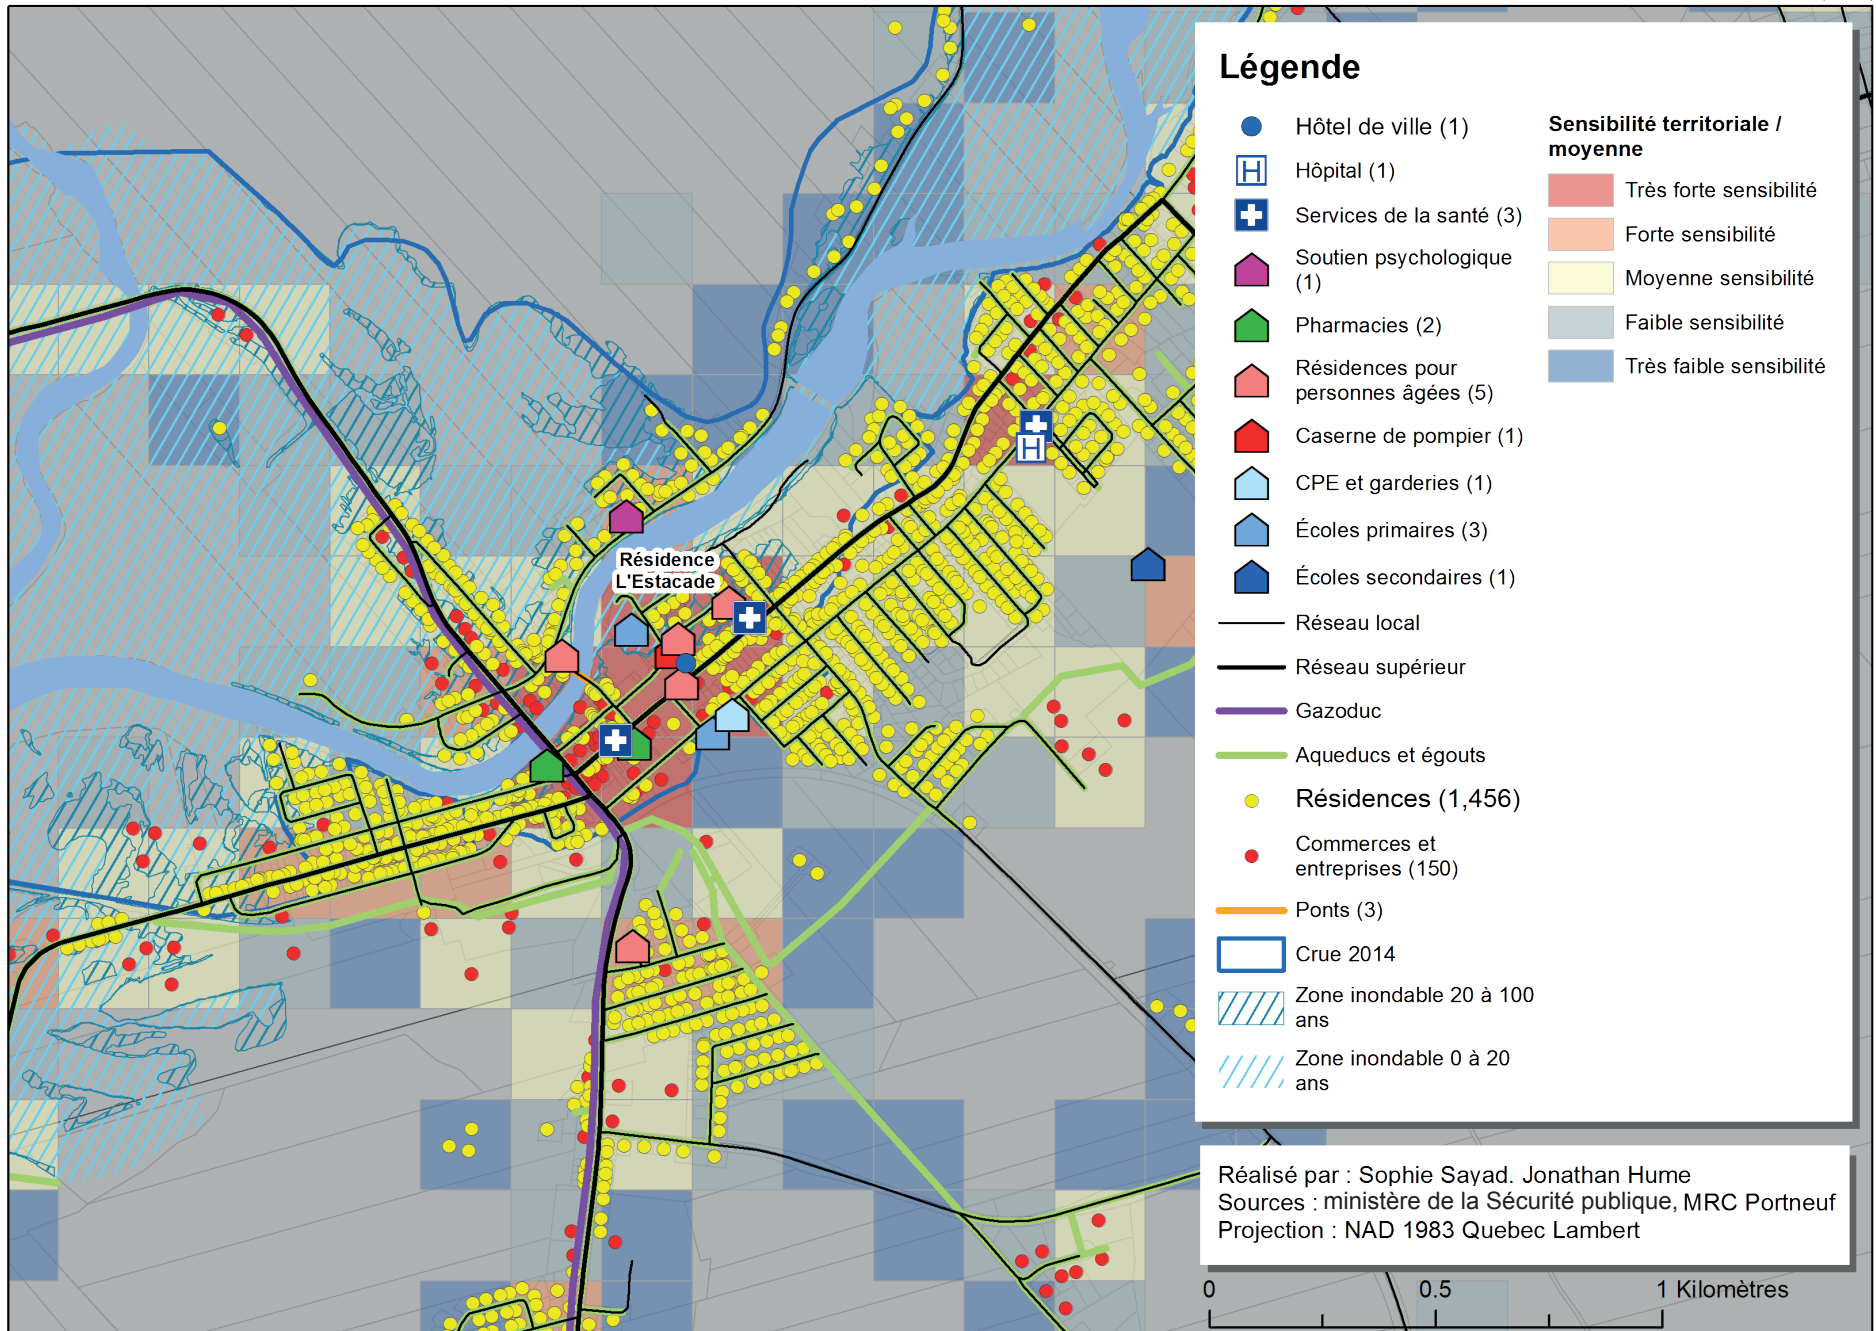 Résidence
L'Estacade
Légende
Hôtel de ville (1)
Hôpital (1)
Services de la santé (3)
Soutien psychologique
(1)
Pharmacies (2)
Résidences pour
personnes âgées (5)
Caserne de pompier (1)
CPE et garderies (1)
Écoles primaires (3)
Écoles secondaires (1)
Réseau local
Réseau supérieur
Gazoduc
Aqueducs et égouts
Résidences (1,456)
Commerces et
entreprises (150)
Ponts (3)
Crue 2014
Zone inondable 20 à 100
ans
Zone inondable 0 à 20
ans
Sensibilité territoriale /
moyenne
Très forte sensibilité
Forte sensibilité
Moyenne sensibilité
Faible sensibilité
Très faible sensibilité
H
H
Réalisé par : Sophie Sayad. Jonathan Hume
Sources : ministère de la Sécurité publique, MRC Portneuf
Projection : NAD 1983 Quebec Lambert
0 0.5 1 Kilomètres